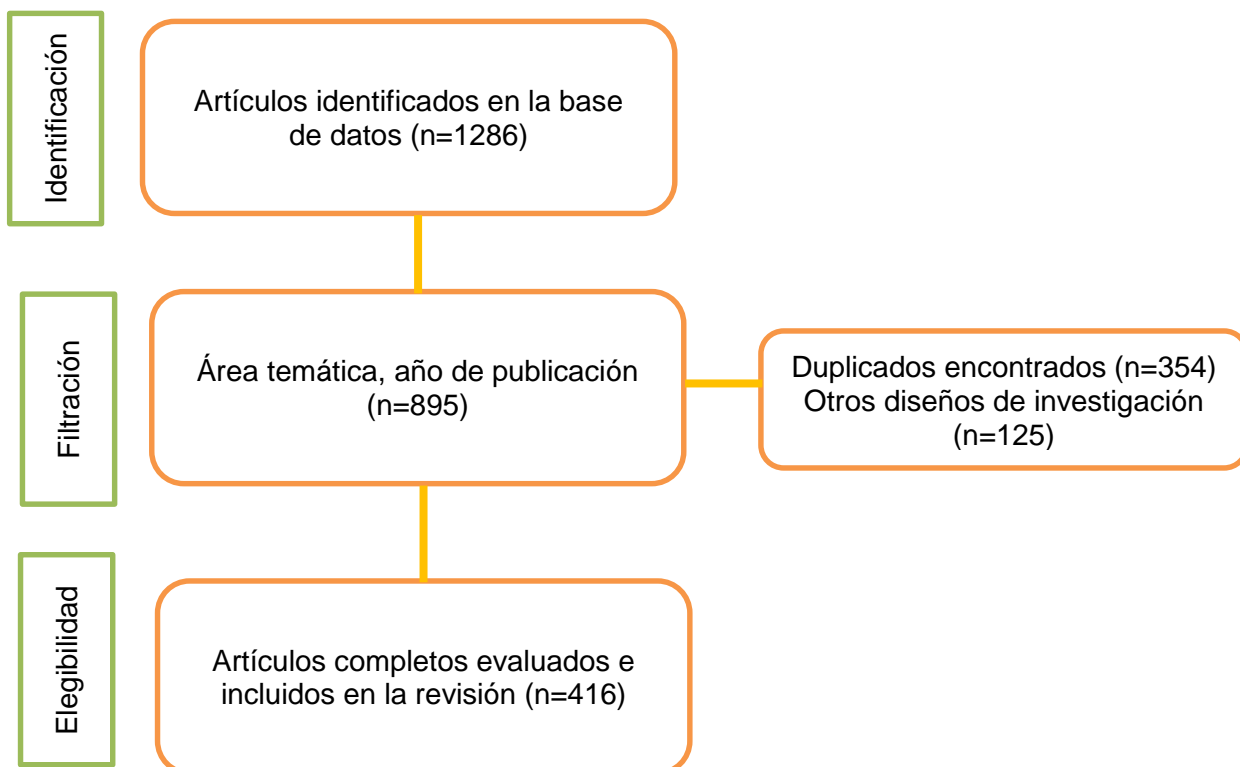 Identificación
Artículos identificados en la base
de datos (n=1286)
Filtración
Área temática, año de publicación
(n=895)
Duplicados encontrados (n=354)
Otros diseños de investigación
(n=125)
Elegibilidad
Artículos completos evaluados e
incluidos en la revisión (n=416)